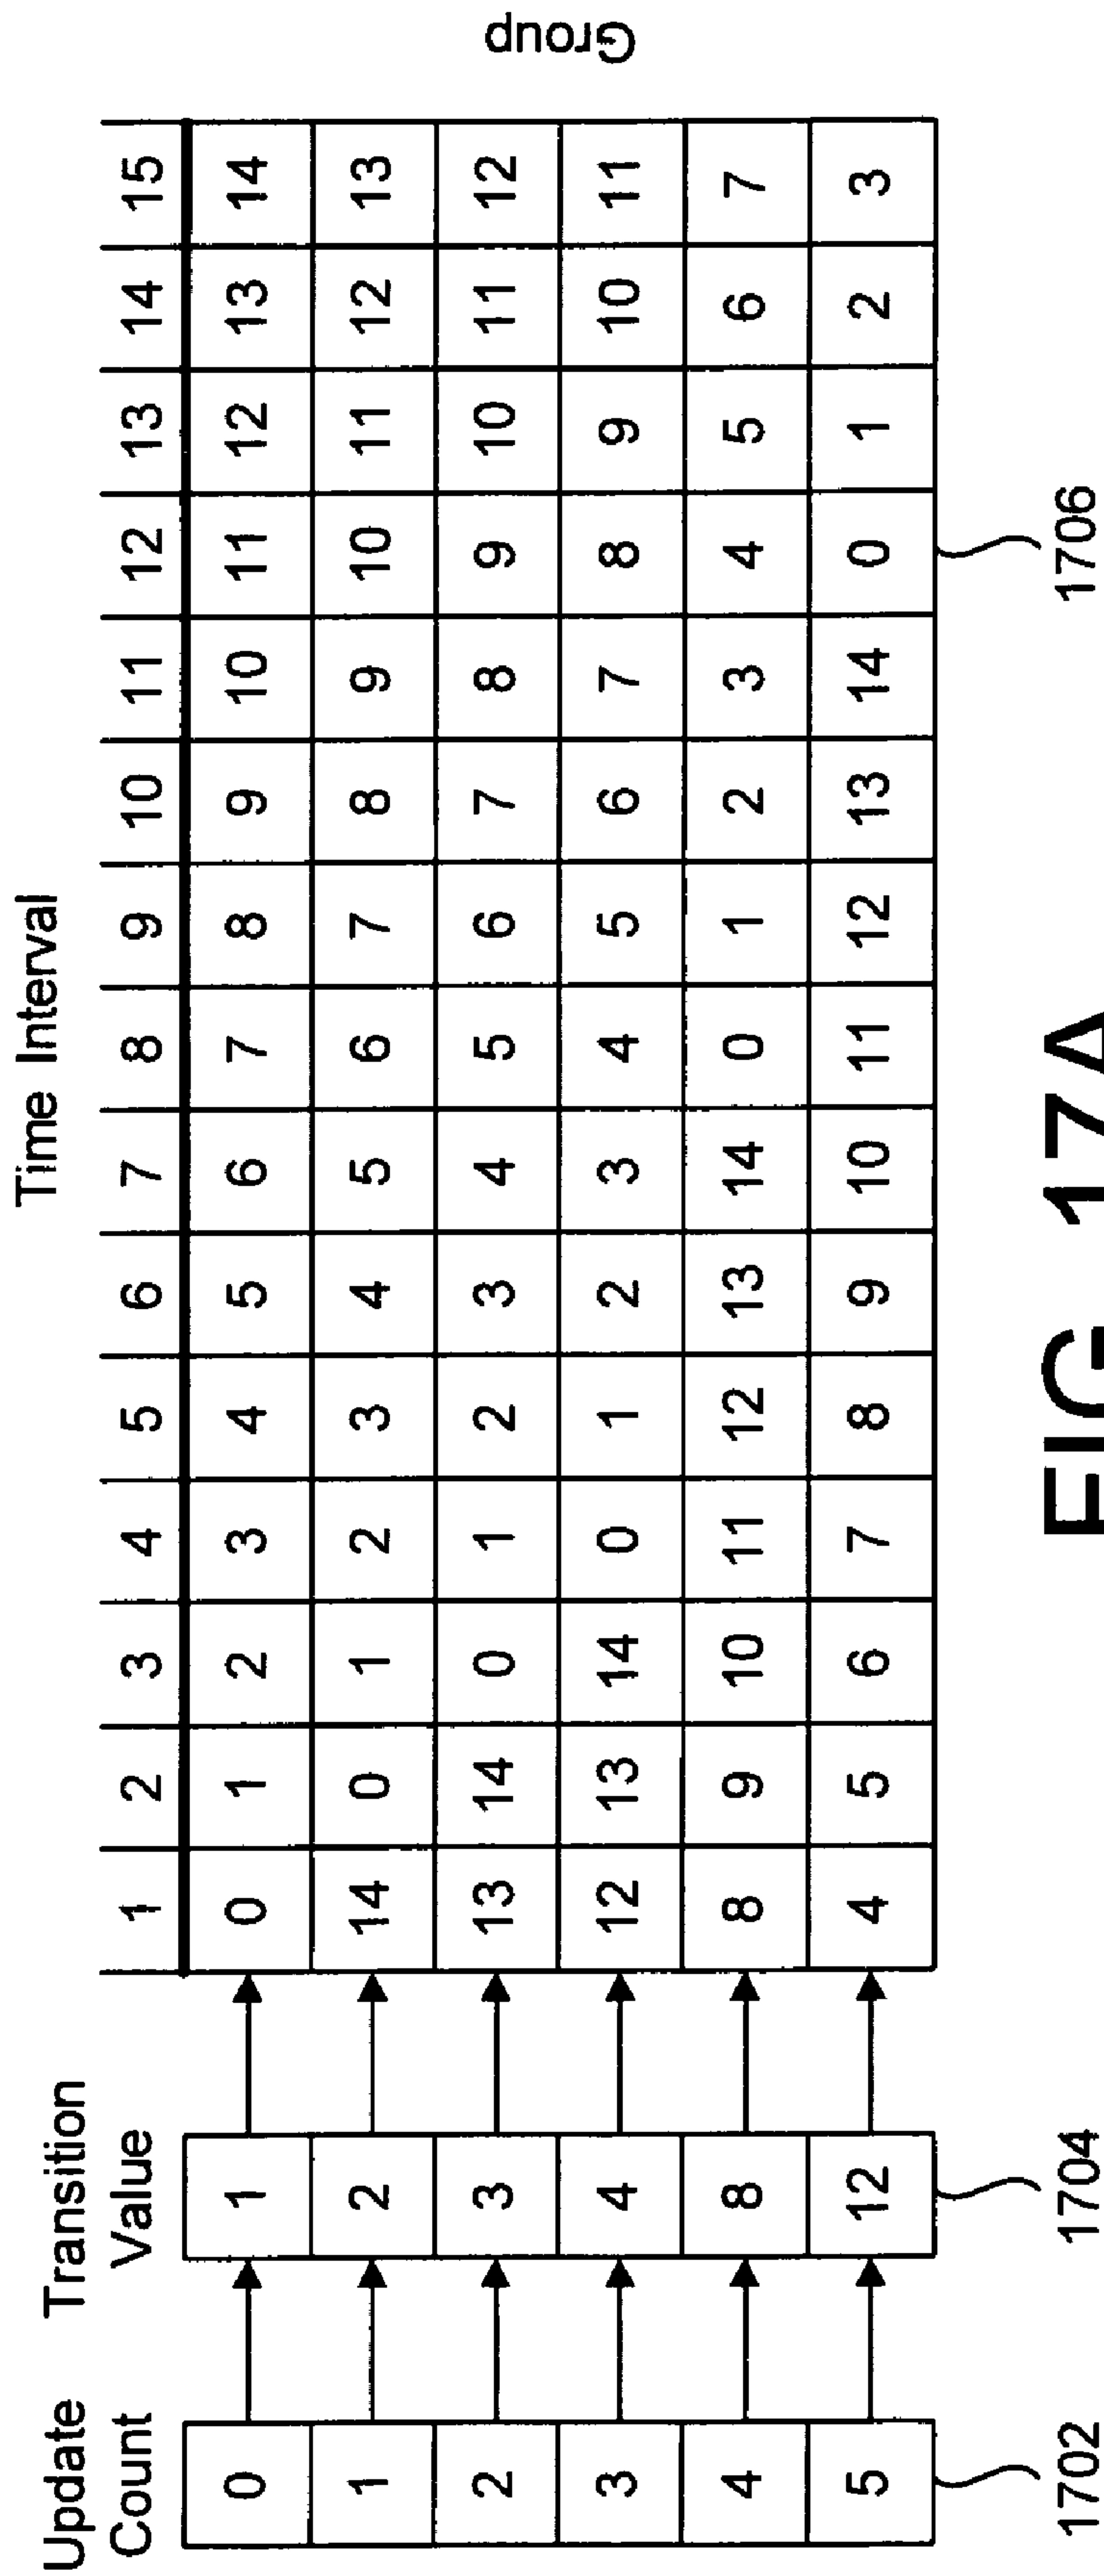 Time Interval
Update Transition
Count Value
1 2 3 4 5 6 7 8 9 10 11 12 13 14 15
0 1 0 1 2 3 4 5 6 7 8 9 10 11 12 13 14
1 2 14 0 1 2 3 4 5 6 7 8 9 10 11 12 13
2 3 13 14 0 1 2 3 4 5 6 7 8 9 10 11 12
3 4 12 13 14 0 1 2 3 4 5 6 7 8 9 10 11
4 8 8 9 10 11 12 13 14 0 1 2 3 4 5 6 7
5 12 4 5 6 7 8 9 10 11 12 13 14 0 1 2 3
Group
1702 1704 1706
FIG. 17A